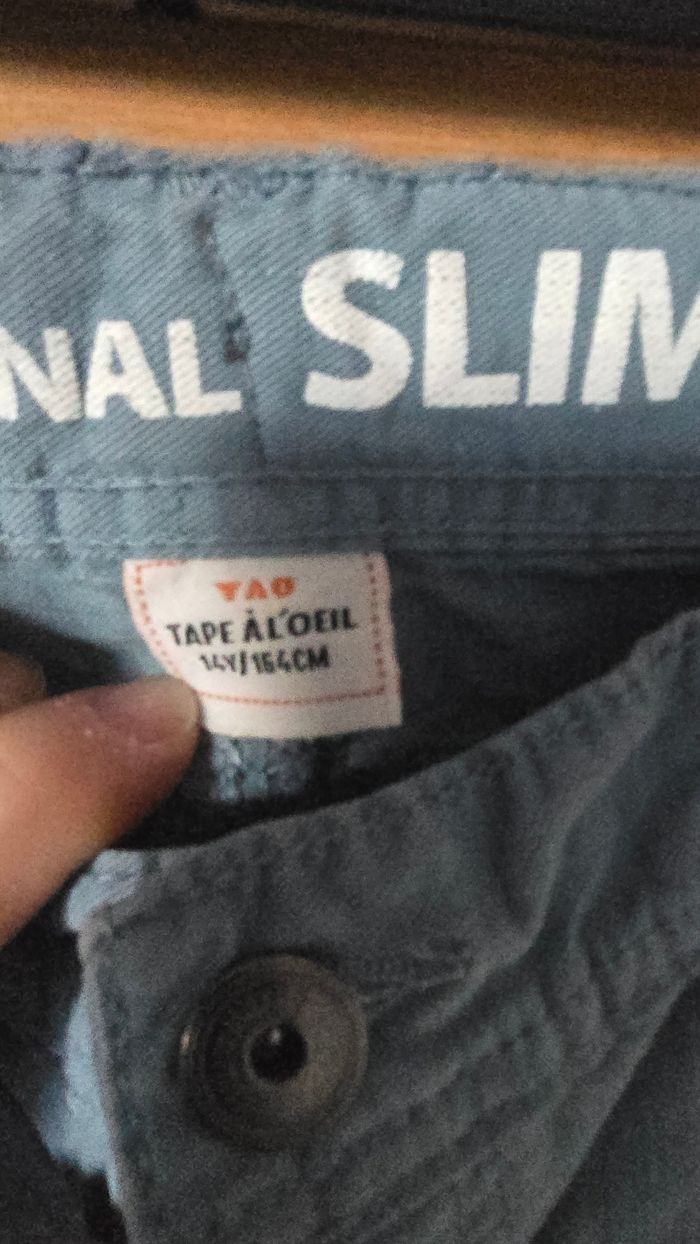 NAL SLIM
TAO
TAPE À L'OEIL
14Y/164CM